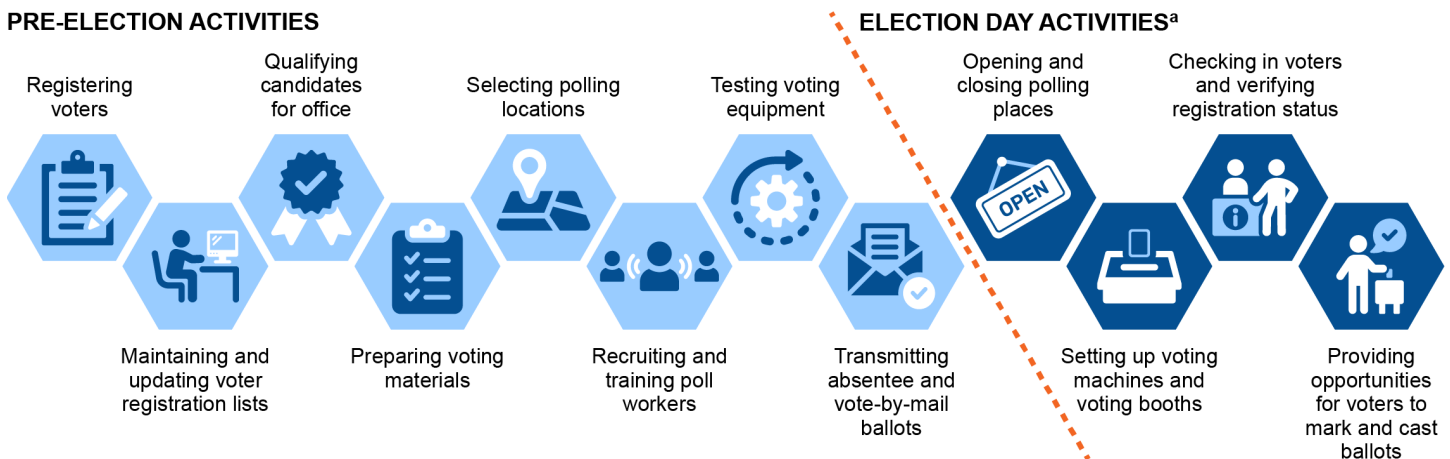 PRE-ELECTION ACTIVITIES
Registering
voters
Maintaining and
updating voter
registration lists
Qualifying
candidates
for office
Preparing voting
materials
Selecting polling
locations
Recruiting and
training poll
workers
Testing voting
equipment
Transmitting
absentee and
vote-by-mail
ballots
ELECTION DAY ACTIVITIESᵃ
Opening and
closing polling
places
OPEN
Setting up voting
machines and
voting booths
Checking in voters
and verifying
registration status
i
Providing
opportunities
for voters to
mark and cast
ballots